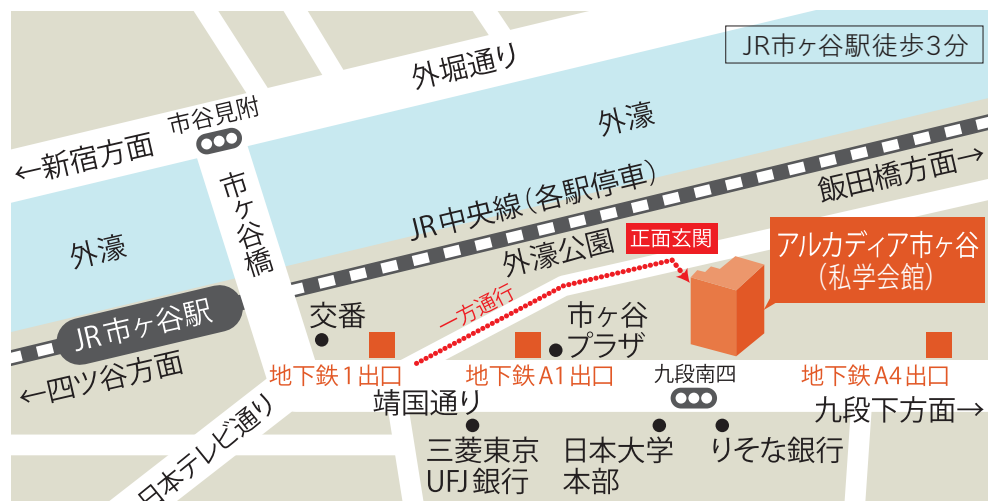 JR市ヶ谷駅徒歩3分
外堀通り
市谷見附
←新宿方面
外濠
市ヶ谷橋
飯田橋方面→
JR中央線(各駅停車)
外濠
外濠公園
正面玄関
アルカディア市ヶ谷
(私学会館)
JR市ヶ谷駅
交番
一方通行
市ヶ谷
プラザ
←四ツ谷方面
地下鉄1出口
地下鉄A1出口
九段南四
地下鉄A4出口
靖国通り
九段下方面→
日本テレビ通り
三菱東京
UFJ銀行
日本大学
本部
りそな銀行